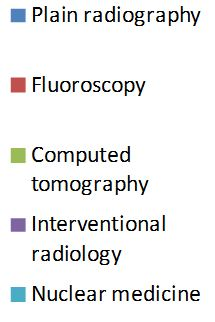 Plain radiography
Fluoroscopy
Computed
tomography
Interventional
radiology
Nuclear medicine